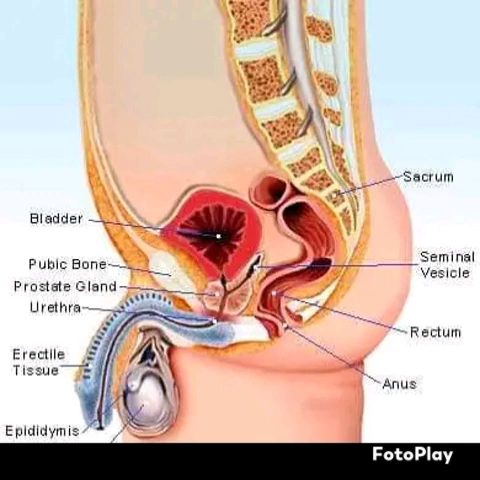 Sacrum
Bladder
Seminal
Vesicle
Pubic Bone
Prostate Gland
Urethra
Rectum
Erectile
Tissue
Anus
Epididymis
FotoPlay